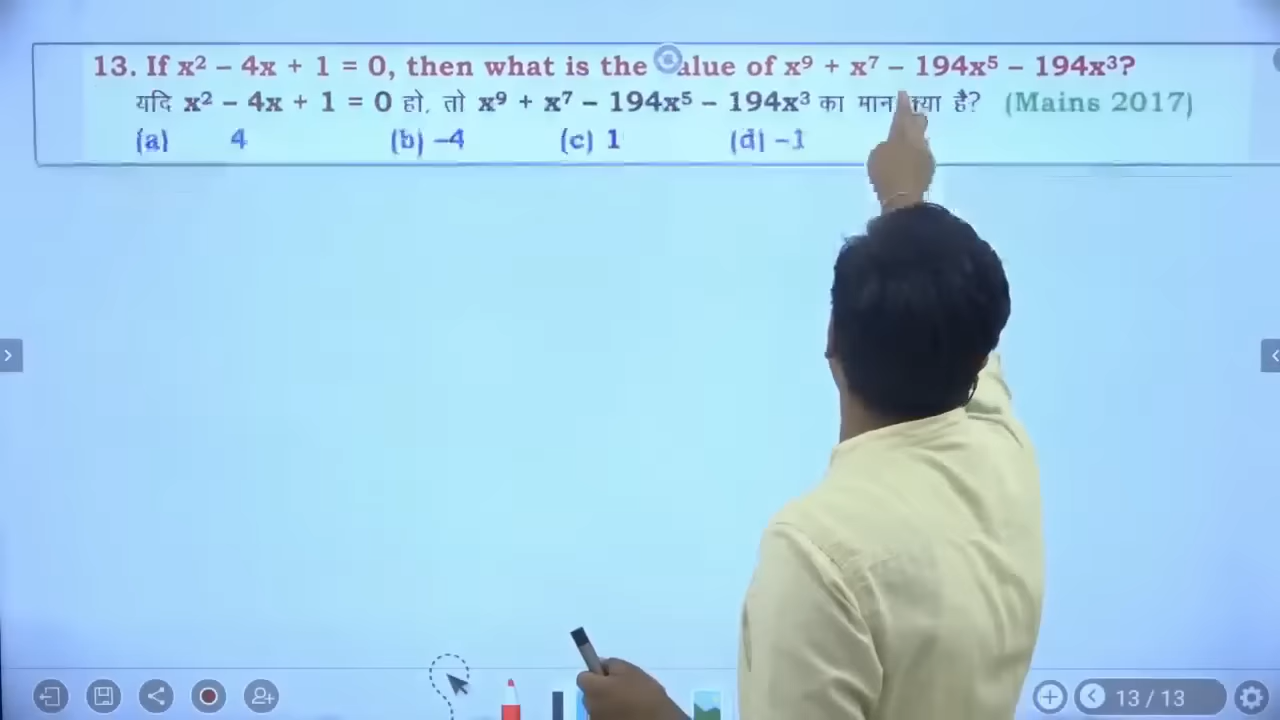 13. If x² – 4x + 1 = 0, then what is the value of x⁹ + x⁷ – 194x⁵ – 194x³?
यदि x² – 4x + 1 = 0 हो, तो x⁹ + x⁷ – 194x⁵ – 194x³ का मान क्या है? (Mains 2017)
(a) 4 (b) –4 (c) 1 (d) –1
13 / 13